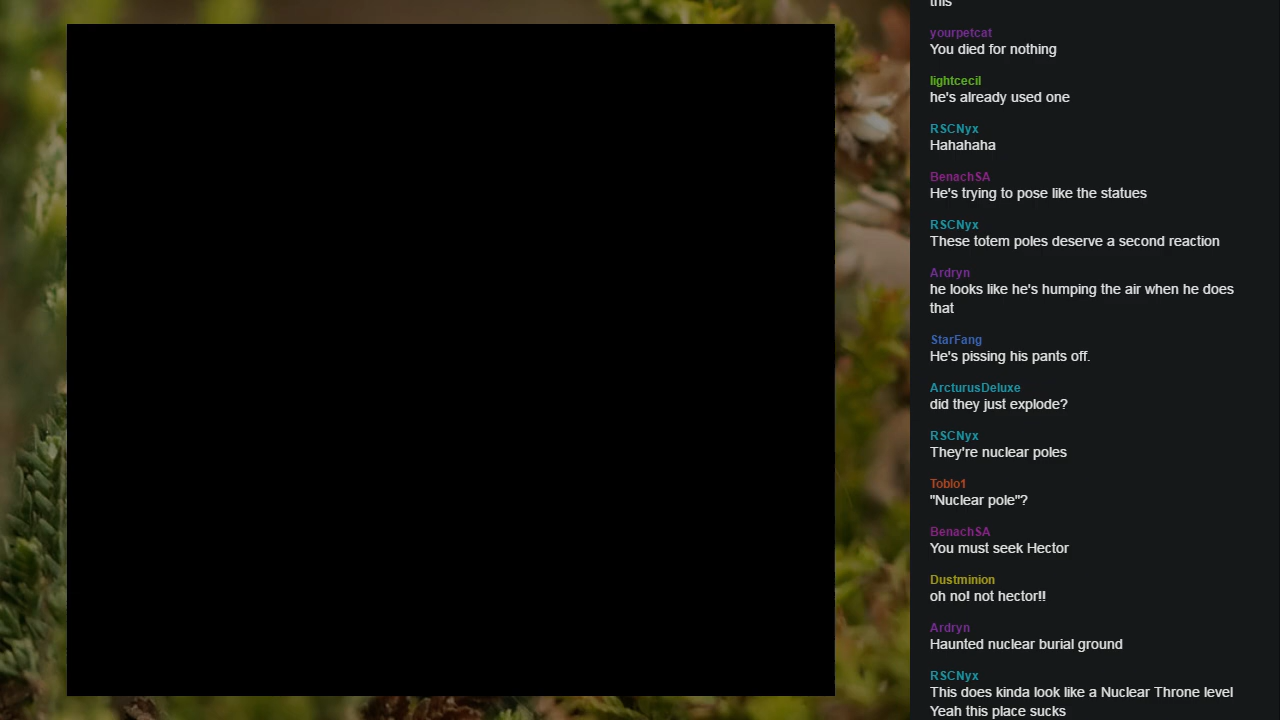 this
yourpetcat
You died for nothing
lightcecil
he's already used one
RSCNyx
Hahahaha
BenachSA
He's trying to pose like the statues
RSCNyx
These totem poles deserve a second reaction
Ardryn
he looks like he's humping the air when he does
that
StarFang
He's pissing his pants off.
ArcturusDeluxe
did they just explode?
RSCNyx
They're nuclear poles
Toblo1
"Nuclear pole"?
BenachSA
You must seek Hector
Dustminion
oh no! not hector!!
Ardryn
Haunted nuclear burial ground
RSCNyx
This does kinda look like a Nuclear Throne level
Yeah this place sucks